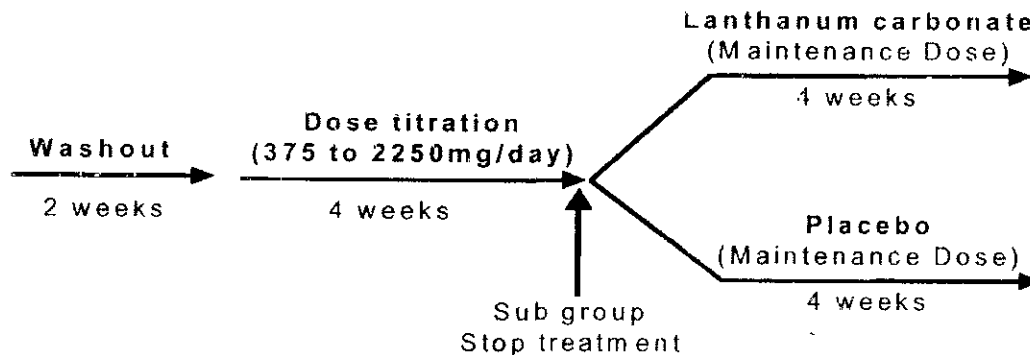 Lanthanum carbonate
(Maintenance Dose)
4 weeks
Dose titration
(375 to 2250mg/day)
4 weeks
Washout
2 weeks
Placebo
(Maintenance Dose)
4 weeks
Sub group
Stop treatment